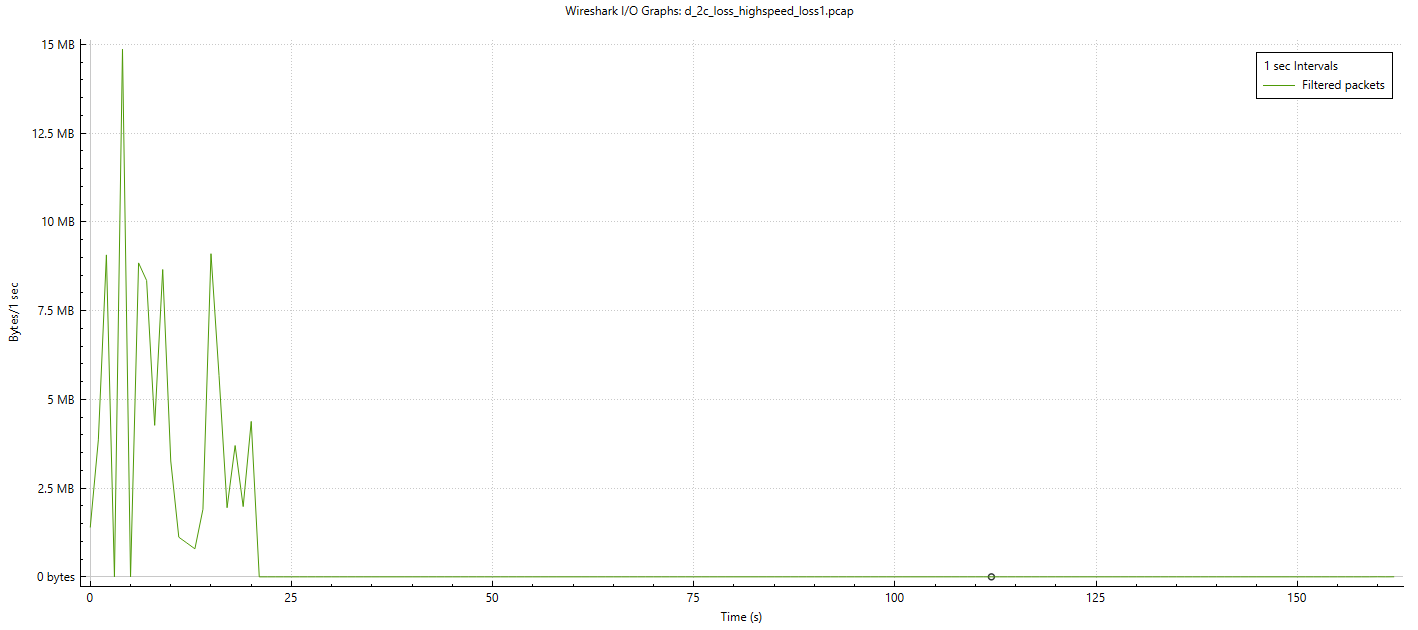 Wireshark I/O Graphs: d_2c_loss_highspeed_loss1.pcap
15 MB
12.5 MB
10 MB
7.5 MB
5 MB
2.5 MB
0 bytes
Bytes/1 sec
1 sec Intervals
Filtered packets
0 25 50 75 100 125 150
Time (s)